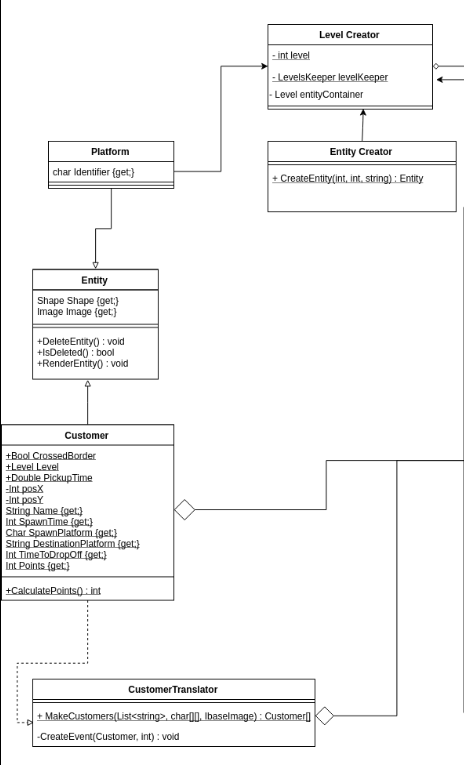 Level Creator
- int level
- LevelsKeeper levelKeeper
- Level entityContainer
Platform
char Identifier {get;}
Entity Creator
+ CreateEntity(int, int, string) : Entity
Entity
Shape Shape {get;}
Image Image {get;}
+DeleteEntity() : void
+IsDeleted() : bool
+RenderEntity() : void
Customer
+Bool CrossedBorder
+Level Level
+Double PickupTime
-Int posX
-Int posY
String Name {get;}
Int SpawnTime {get;}
Char SpawnPlatform {get;}
String DestinationPlatform {get;}
Int TimeToDropOff {get;}
Int Points {get;}
+CalculatePoints() : int
CustomerTranslator
+ MakeCustomers(List<string>, char[][], IbaseImage) : Customer[]
-CreateEvent(Customer, int) : void